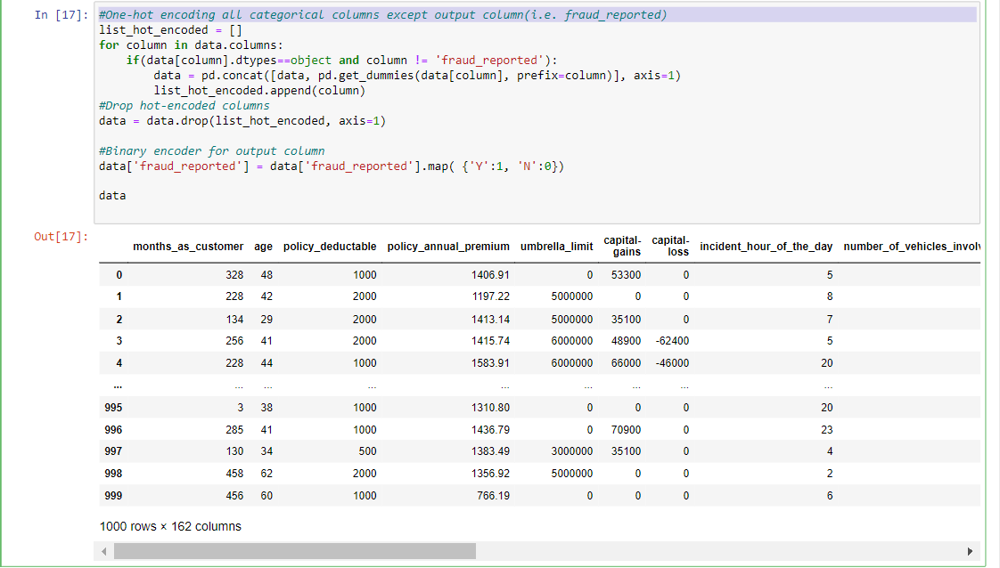 In [17]: #One-hot encoding all categorical columns except output column(i.e. fraud_reported)
list_hot_encoded = []
for column in data.columns:
    if(data[column].dtypes==object and column != 'fraud_reported'):
        data = pd.concat([data, pd.get_dummies(data[column], prefix=column)], axis=1)
        list_hot_encoded.append(column)
#Drop hot-encoded columns
data = data.drop(list_hot_encoded, axis=1)
#Binary encoder for output column
data['fraud_reported'] = data['fraud_reported'].map( {'Y':1, 'N':0})
data
Out[17]:
months_as_customer age policy_deductable policy_annual_premium umbrella_limit capital-gains capital-loss incident_hour_of_the_day number_of_vehicles_involv
0 328 48 1000 1406.91 0 53300 0 5
1 228 42 2000 1197.22 5000000 0 0 8
2 134 29 2000 1413.14 5000000 35100 0 7
3 256 41 2000 1415.74 6000000 48900 -62400 5
4 228 44 1000 1583.91 6000000 66000 -46000 20
... ... ... ... ... ... ... ... ...
995 3 38 1000 1310.80 0 0 0 20
996 285 41 1000 1436.79 0 70900 0 23
997 130 34 500 1383.49 3000000 35100 0 4
998 458 62 2000 1356.92 5000000 0 0 2
999 456 60 1000 766.19 0 0 0 6
1000 rows × 162 columns